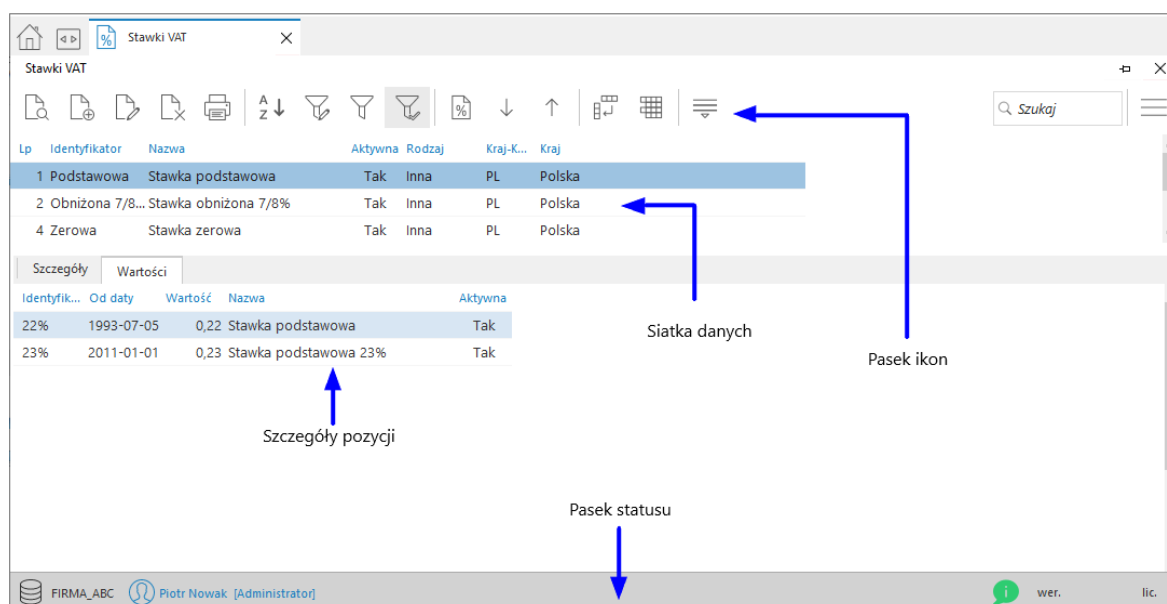 Stawki VAT
Stawki VAT
Szukaj
Lp Identyfikator Nazwa Aktywna Rodzaj Kraj-K... Kraj
1 Podstawowa Stawka podstawowa Tak Inna PL Polska
2 Obniżona 7/8... Stawka obniżona 7/8% Tak Inna PL Polska
4 Zerowa Stawka zerowa Tak Inna PL Polska
Szczegóły Wartości
Identyfik... Od daty Wartość Nazwa Aktywna
22% 1993-07-05 0,22 Stawka podstawowa Tak
23% 2011-01-01 0,23 Stawka podstawowa 23% Tak
Siatka danych
Pasek ikon
Szczegóły pozycji
Pasek statusu
FIRMA_ABC Piotr Nowak [Administrator] wer. lic.